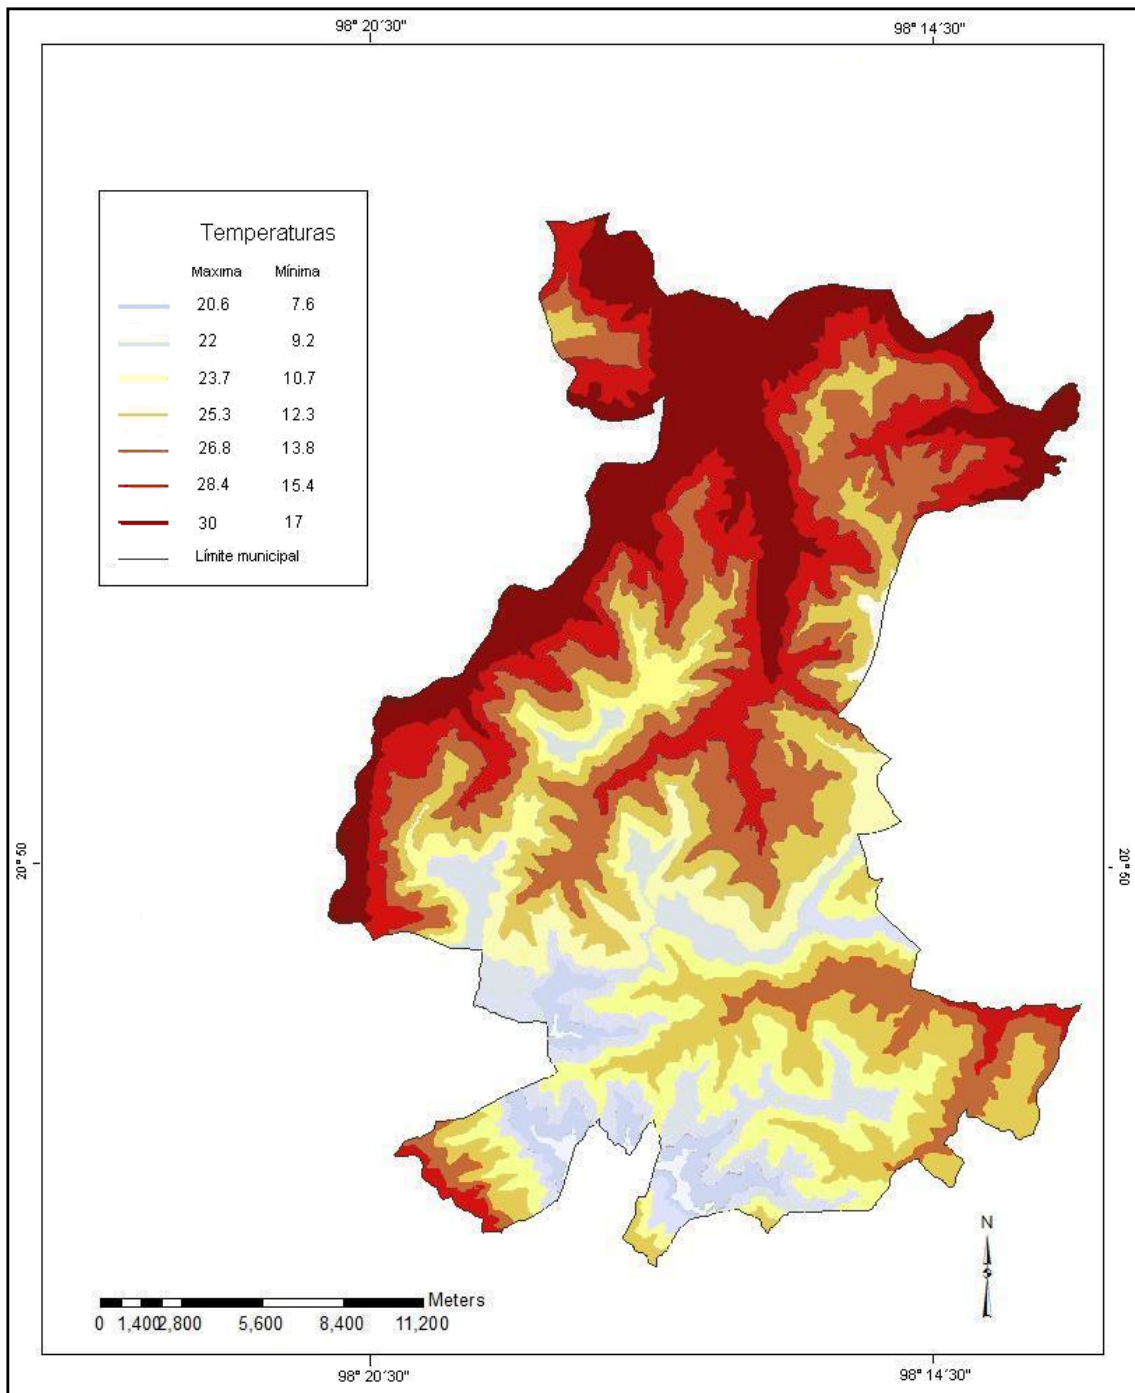 98° 20´30" 98° 14´30"
Temperaturas
Maxima Mínima
20.6 7.6
22 9.2
23.7 10.7
25.3 12.3
26.8 13.8
28.4 15.4
30 17
Límite municipal
20° 50 20° 50
N
Meters
0 1,400 2,800 5,600 8,400 11,200
98° 20´30" 98° 14´30"